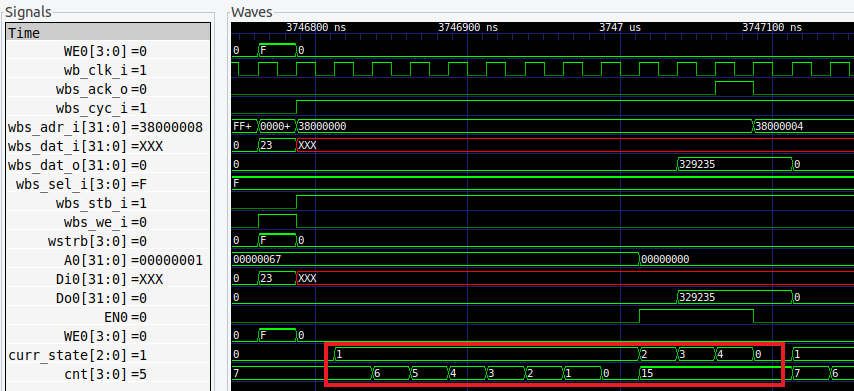 Signals Waves
Time 3746800 ns 3746900 ns 3747 us 3747100 ns
WE0[3:0]=0 0 F 0
wb_clk_i=1
wbs_ack_o=0
wbs_cyc_i=1
wbs_adr_i[31:0]=38000008 FF+ 0000+ 38000000 38000004
wbs_dat_i[31:0]=XXX 0 23 XXX
wbs_dat_o[31:0]=0 0 329235 0
wbs_sel_i[3:0]=F F
wbs_stb_i=1
wbs_we_i=0
wstrb[3:0]=0 0 F 0
A0[31:0]=00000001 00000067 00000000
Di0[31:0]=XXX 0 23 XXX
Do0[31:0]=0 0 329235 0
EN0=0
WE0[3:0]=0 0 F 0
curr_state[2:0]=1 0 1 2 3 4 0 1
cnt[3:0]=5 7 6 5 4 3 2 1 0 15 7 6